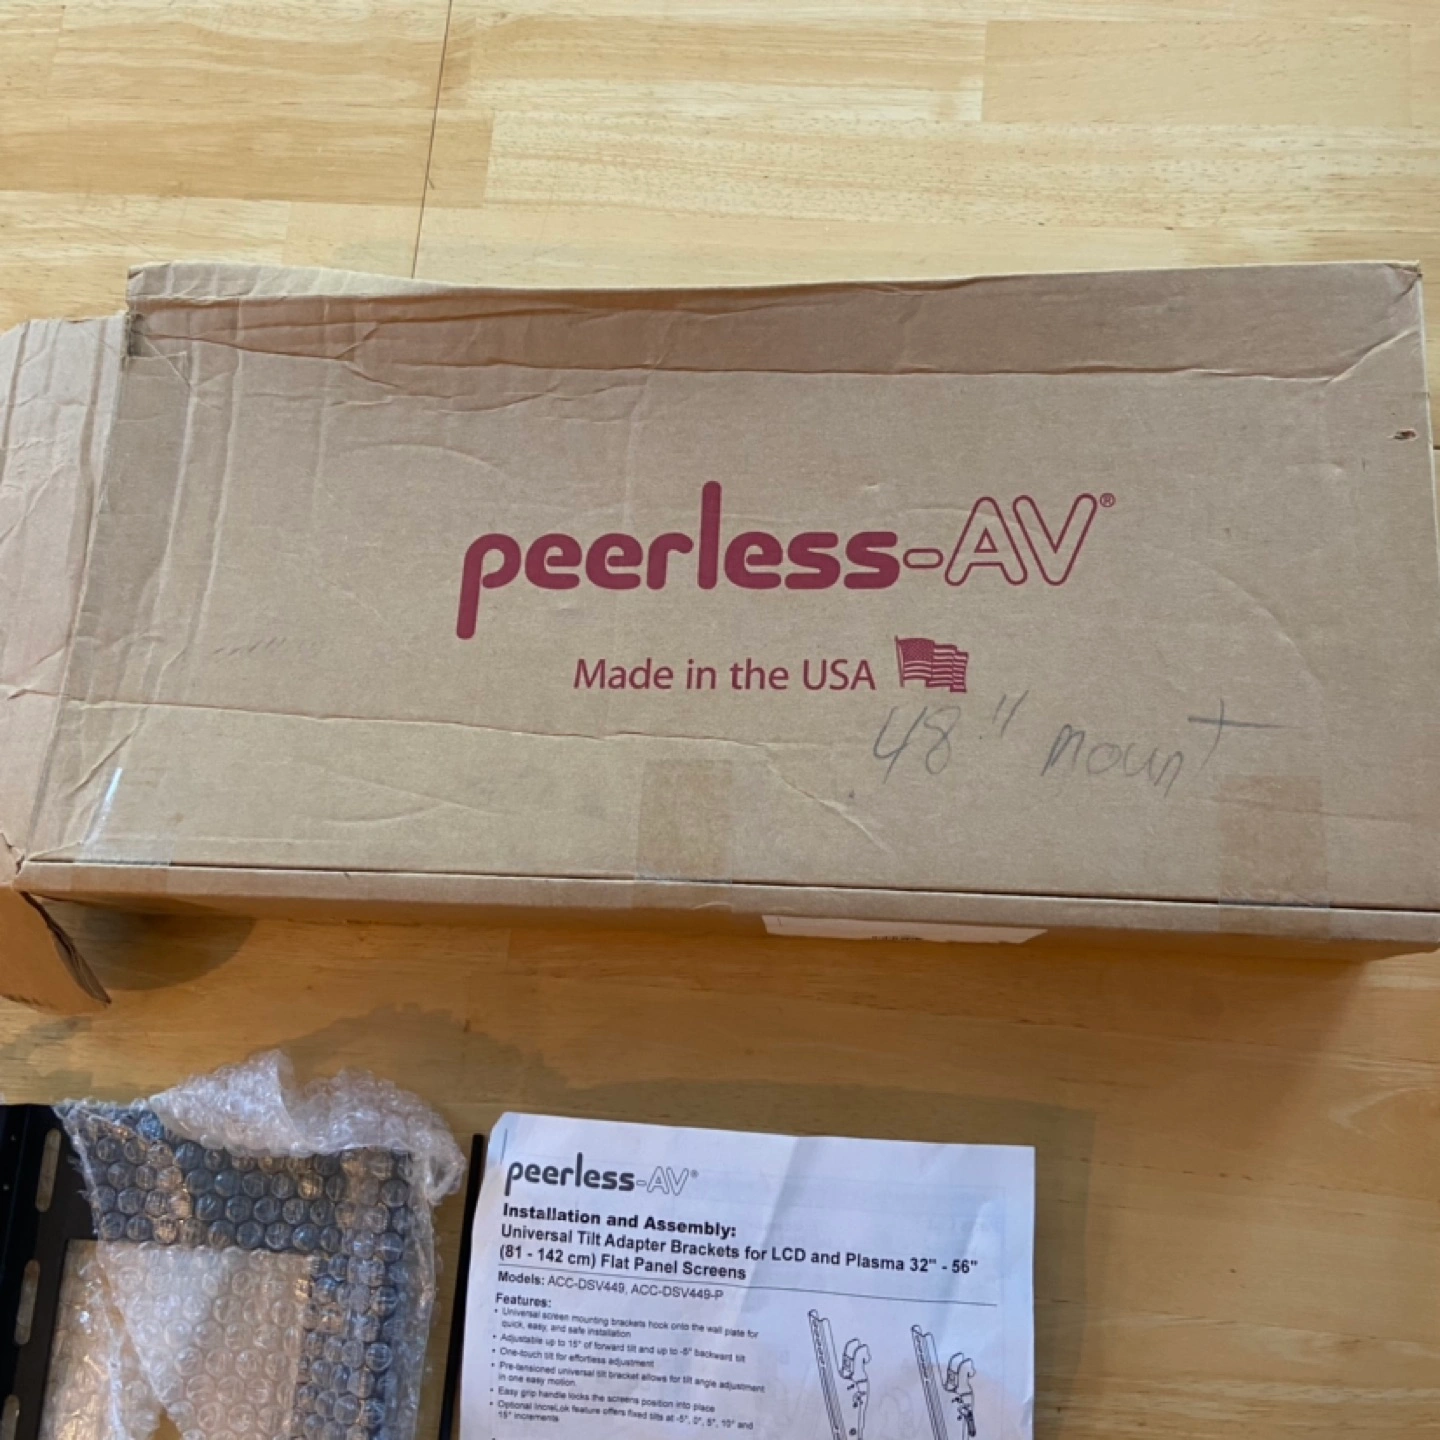 peerless-AV®
Made in the USA
48" mount
peerless-AV®
Installation and Assembly:
Universal Tilt Adapter Brackets for LCD and Plasma 32" - 56"
(81 - 142 cm) Flat Panel Screens
Models: ACC-DSV449, ACC-DSV449-P
Features:
• Universal screen mounting brackets hook onto the wall plate for
quick, easy, and safe installation
• Adjustable up to 15° of forward tilt and up to -5° backward tilt
• One-touch tilt for effortless adjustment
• Pre-tensioned universal tilt bracket allows for tilt angle adjustment
in one easy motion
• Easy grip handle locks the screens position into place
• Optional IncreLok feature offers fixed tilts at -5°, 0°, 5°, 10° and
15° increments